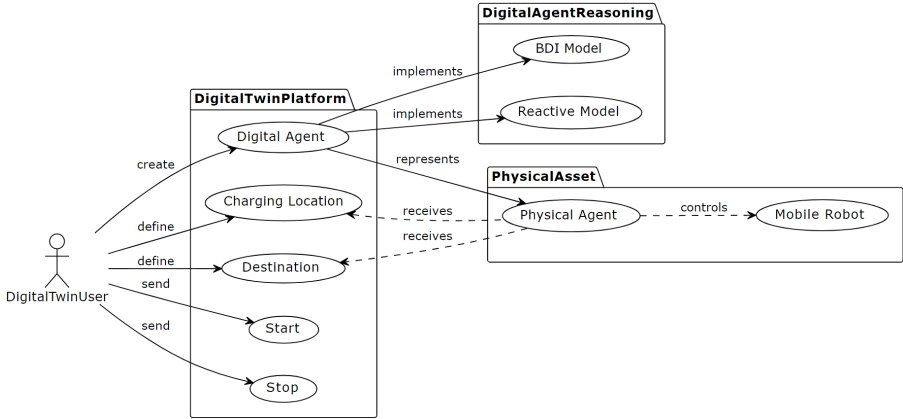 DigitalAgentReasoning
BDI Model
implements
DigitalTwinPlatform
Reactive Model
implements
Digital Agent
represents
create
PhysicalAsset
Charging Location
receives
Physical Agent
controls
Mobile Robot
define
receives
define
Destination
send
DigitalTwinUser
Start
send
Stop